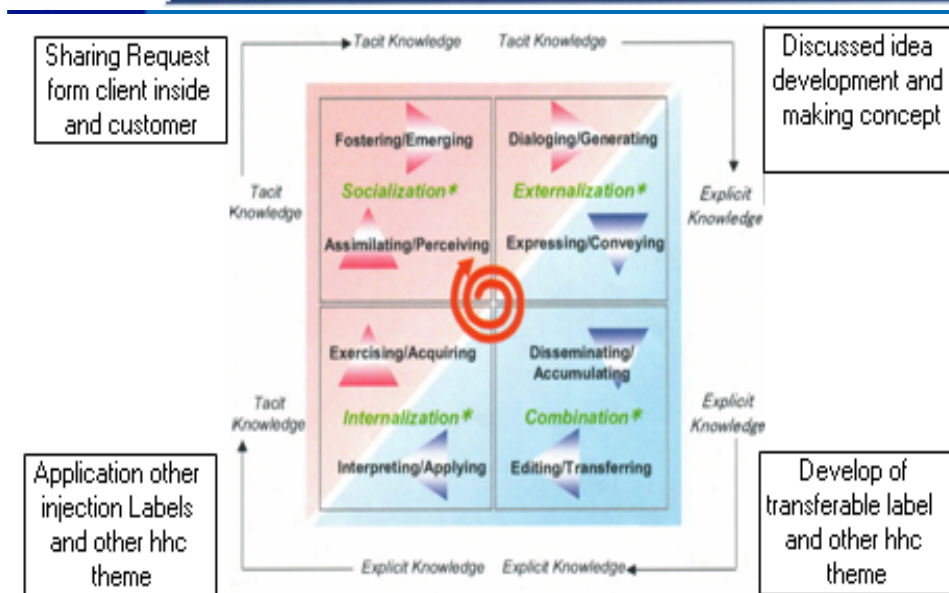 Sharing Request
form client inside
and customer
Tacit Knowledge
Tacit Knowledge
Discussed idea
development and
making concept
Fostering/Emerging
Dialoging/Generating
Tacit
Knowledge
Socialization*
Externalization*
Explicit
Knowledge
Assimilating/Perceiving
Expressing/Conveying
Exercising/Acquiring
Disseminating/
Accumulating
Tacit
Knowledge
Internalization*
Combination*
Explicit
Knowledge
Interpreting/Applying
Editing/Transferring
Application other
injection Labels
and other hhc
theme
Develop of
transferable label
and other hhc
theme
Explicit Knowledge
Explicit Knowledge